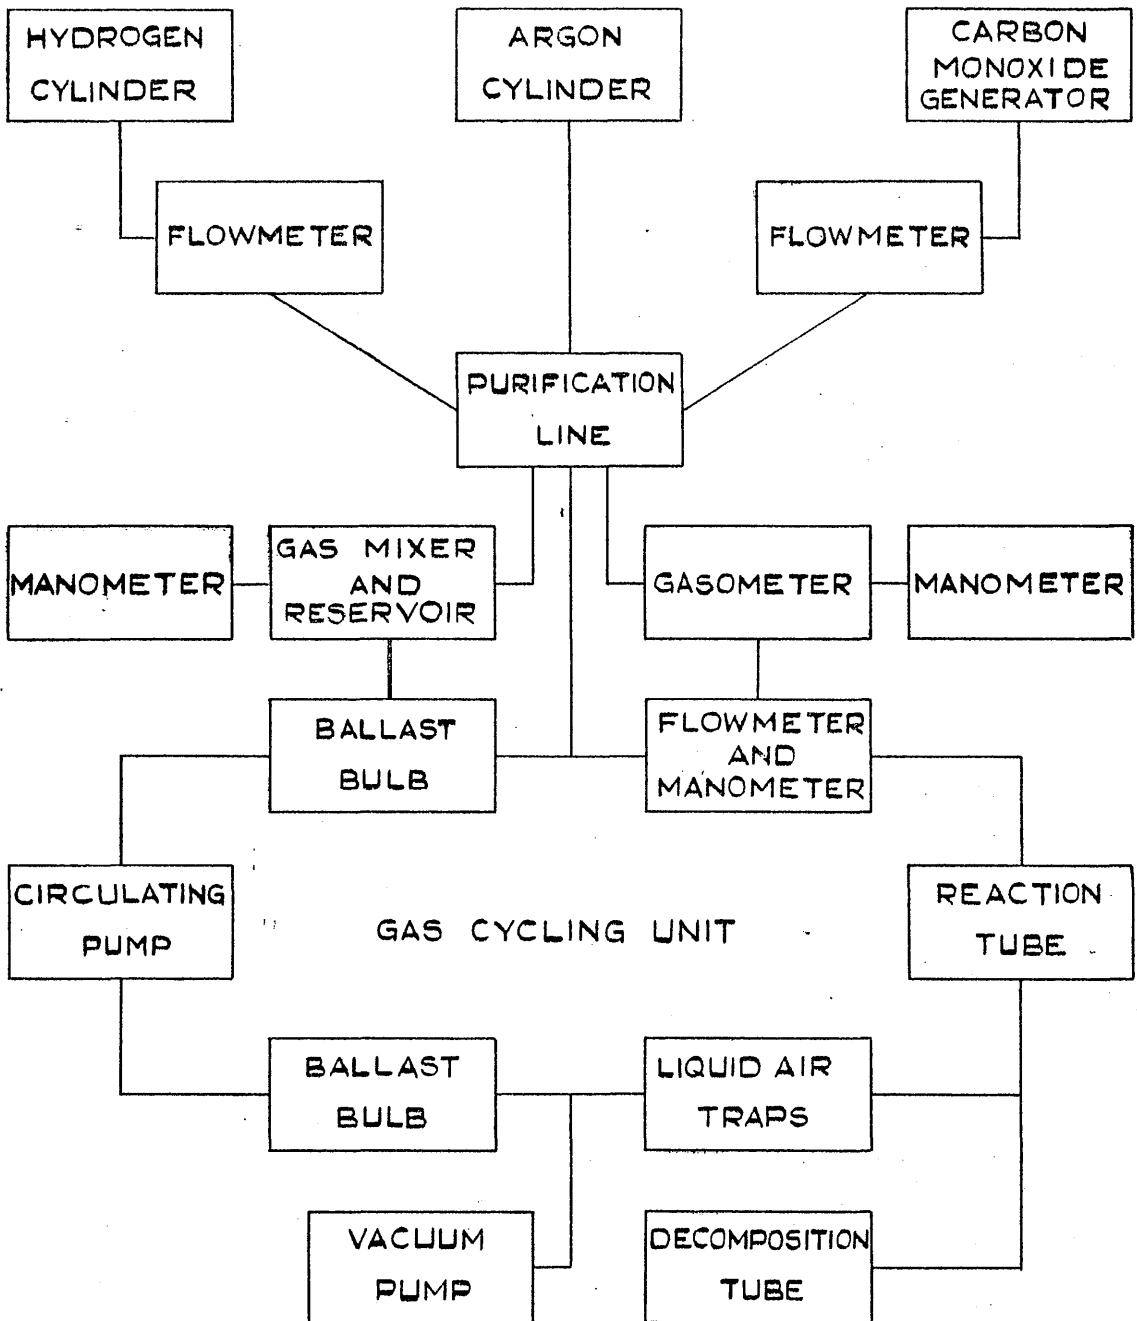 HYDROGEN
CYLINDER
ARGON
CYLINDER
CARBON
MONOXIDE
GENERATOR
FLOWMETER
FLOWMETER
PURIFICATION
LINE
MANOMETER
GAS MIXER
AND
RESERVOIR
GASOMETER
MANOMETER
BALLAST
BULB
FLOWMETER
AND
MANOMETER
CIRCULATING
PUMP
GAS CYCLING UNIT
REACTION
TUBE
BALLAST
BULB
LIQUID AIR
TRAPS
VACUUM
PUMP
DECOMPOSITION
TUBE